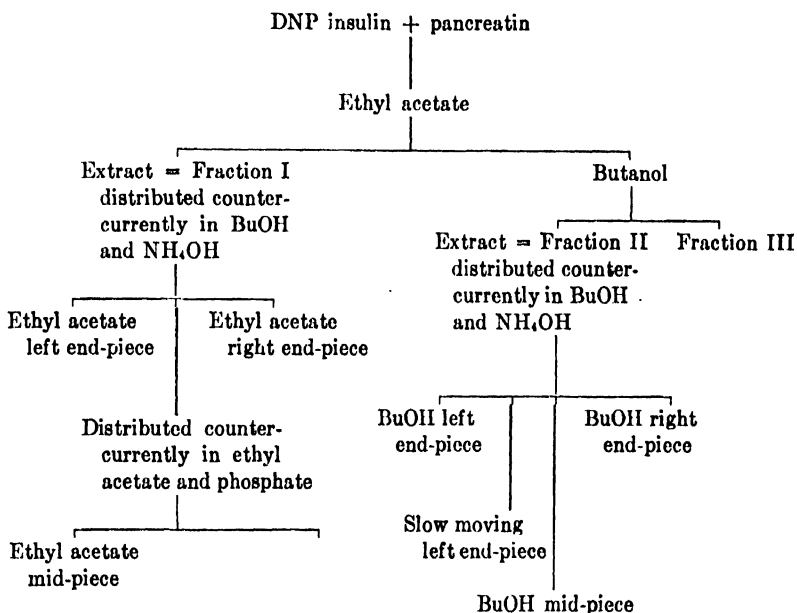 DNP insulin + pancreatin
Ethyl acetate
Extract = Fraction I
distributed counter-
currently in BuOH
and NH₄OH
Butanol
Extract = Fraction II
distributed counter-
currently in BuOH
and NH₄OH
Fraction III
Ethyl acetate
left end-piece
Ethyl acetate
right end-piece
Distributed counter-
currently in ethyl
acetate and phosphate
Ethyl acetate
mid-piece
BuOH left
end-piece
BuOH right
end-piece
Slow moving
left end-piece
BuOH mid-piece